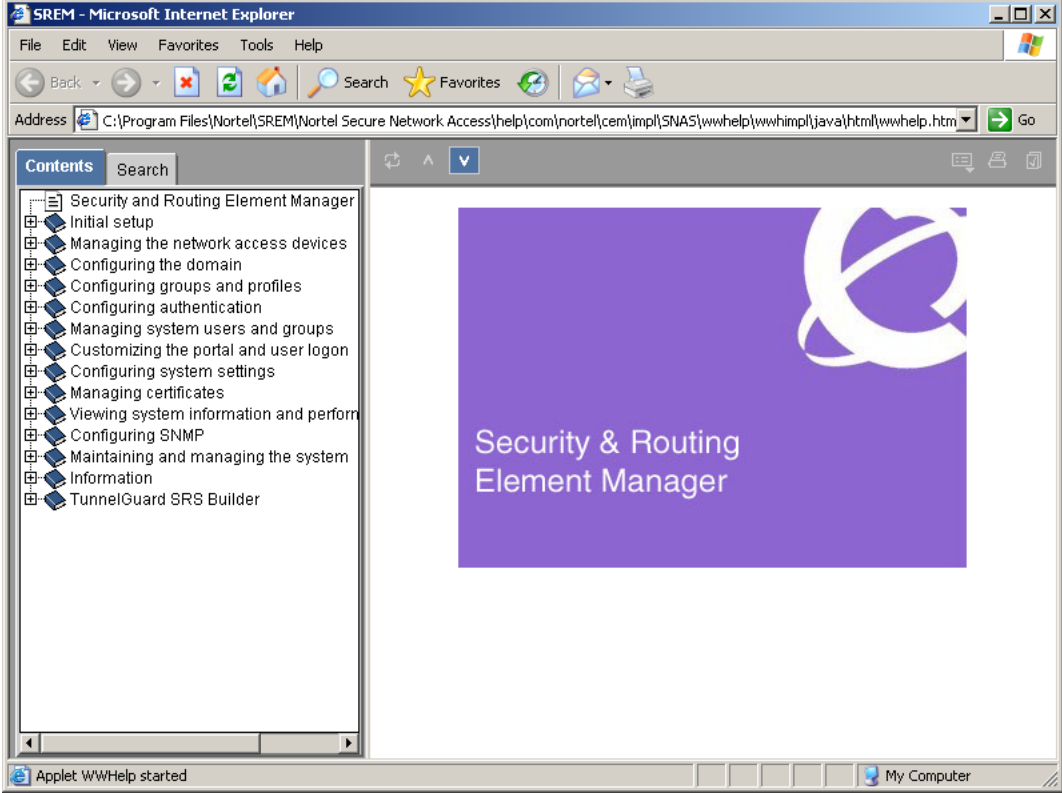 SREM - Microsoft Internet Explorer
File Edit View Favorites Tools Help
Back Search Favorites
Address C:\Program Files\Nortel\SREM\Nortel Secure Network Access\help\com\nortel\cem\impl\SNAS\wwhelp\wwhimpl\java\html\wwhelp.htm Go
Contents Search
Security and Routing Element Manager
Initial setup
Managing the network access devices
Configuring the domain
Configuring groups and profiles
Configuring authentication
Managing system users and groups
Customizing the portal and user logon
Configuring system settings
Managing certificates
Viewing system information and perforn
Configuring SNMP
Maintaining and managing the system
Information
TunnelGuard SRS Builder
Security & Routing
Element Manager
Applet WWHelp started My Computer